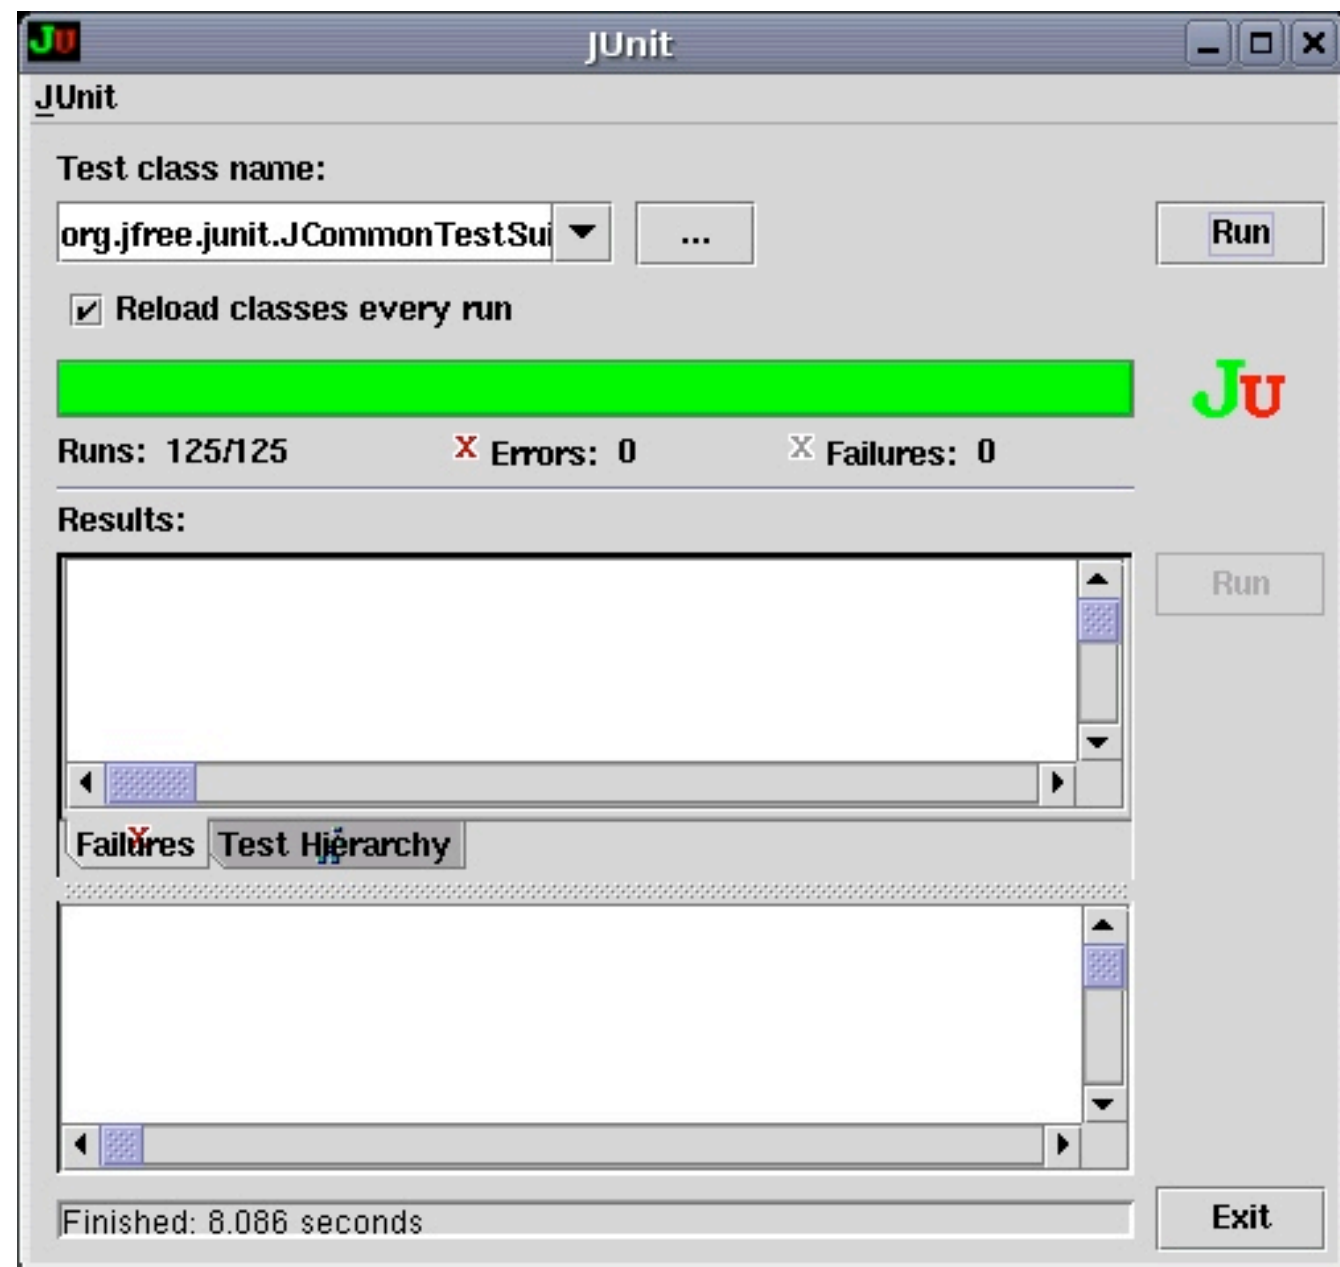 JU JUnit
JUnit
Test class name:
org.jfree.junit.JCommonTestSui ... Run
Reload classes every run
JU
Runs: 125/125 X Errors: 0 X Failures: 0
Results:
Run
Failures Test Hierarchy
Finished: 8.086 seconds
Exit